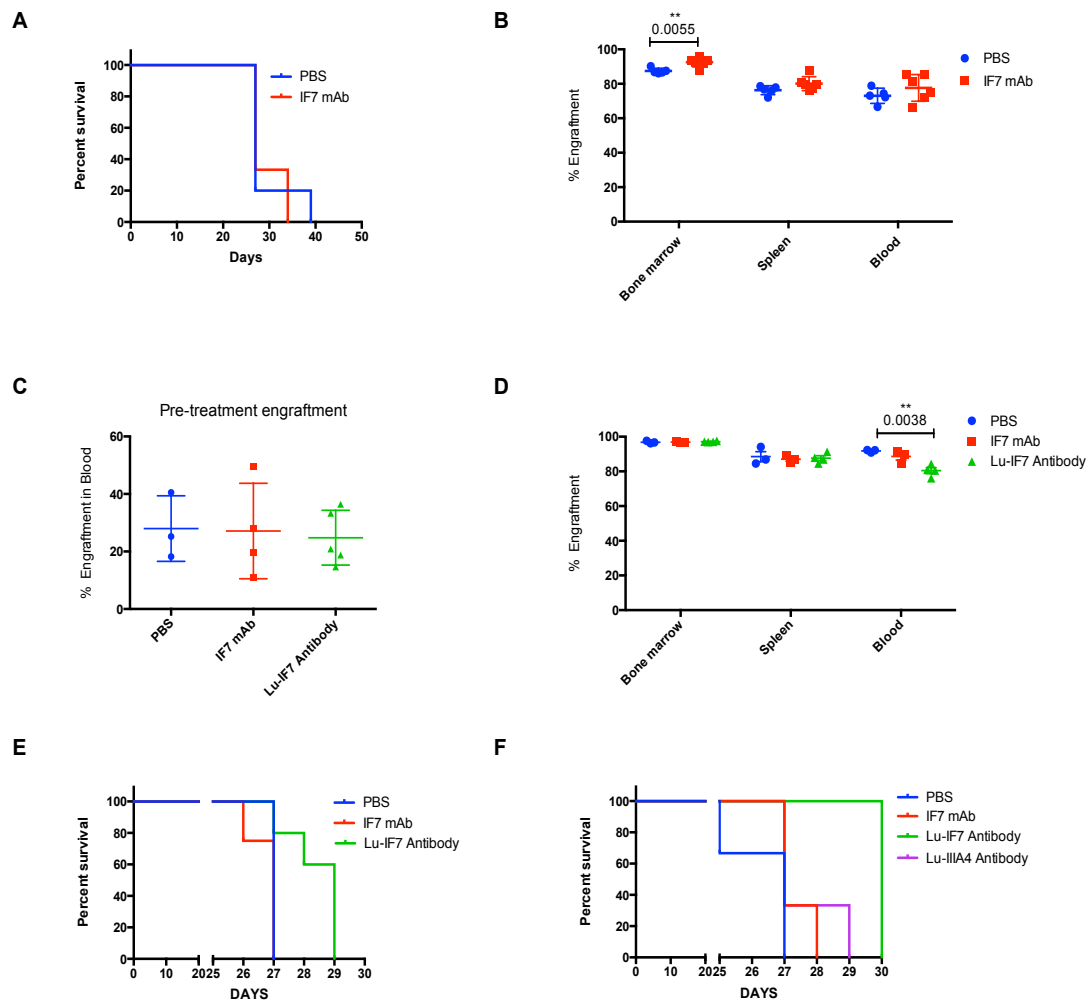 A
B
**
0.0055
100
80
60
40
20
0
Percent survival
0 10 20 30 40 50
Days
PBS
IF7 mAb
100
80
60
40
20
0
% Engraftment
Bone marrow
Spleen
Blood
PBS
IF7 mAb
C
D
Pre-treatment engraftment
60
40
20
0
% Engraftment in Blood
PBS
IF7 mAb
Lu-IF7 Antibody
**
0.0038
100
80
60
40
20
0
% Engraftment
Bone marrow
Spleen
Blood
PBS
IF7 mAb
Lu-IF7 Antibody
E
F
100
80
60
40
20
0
Percent survival
0 10 20 25 26 27 28 29 30
DAYS
PBS
IF7 mAb
Lu-IF7 Antibody
100
80
60
40
20
0
Percent survival
0 10 20 25 26 27 28 29 30
DAYS
PBS
IF7 mAb
Lu-IF7 Antibody
Lu-IIIA4 Antibody